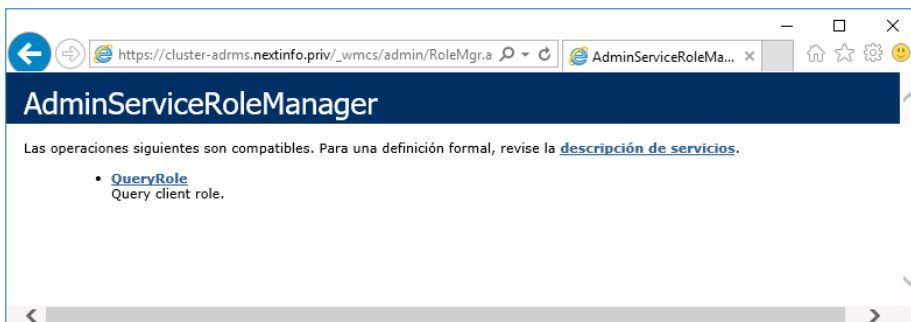 https://cluster-adrms.nextinfo.priv/_wmcs/admin/RoleMgr.a
AdminServiceRoleMa...
AdminServiceRoleManager
Las operaciones siguientes son compatibles. Para una definición formal, revise la descripción de servicios.
• QueryRole
Query client role.